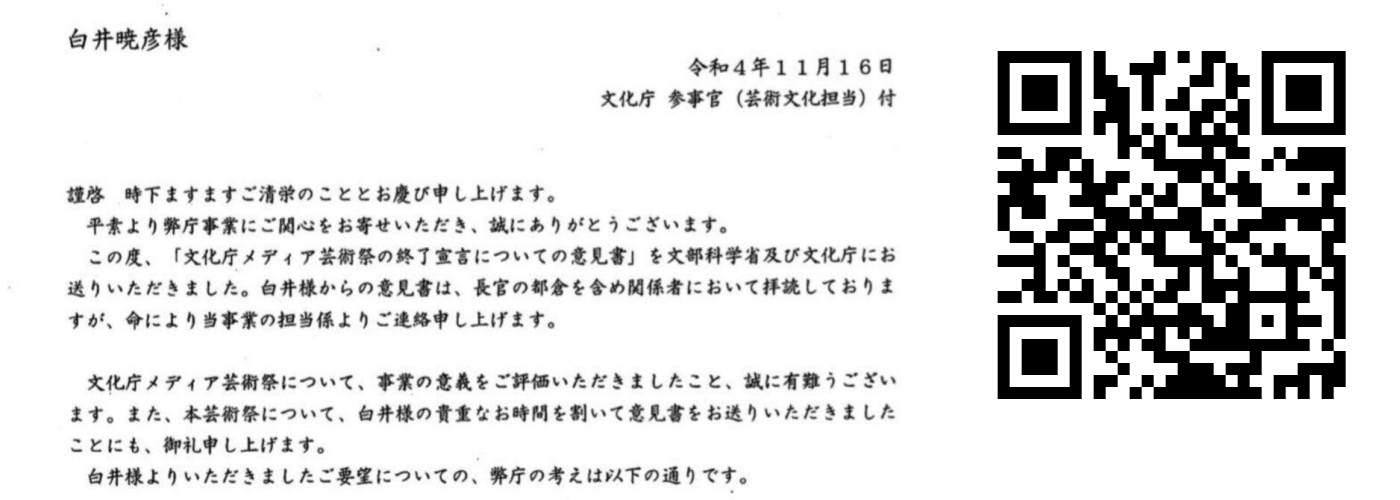 白井暁彦様
令和４年１１月１６日
文化庁 参事官（芸術文化担当）付
謹啓　時下ますますご清栄のこととお慶び申し上げます。
　平素より弊庁事業にご関心をお寄せいただき、誠にありがとうございます。
　この度、「文化庁メディア芸術祭の終了宣言についての意見書」を文部科学省及び文化庁にお
送りいただきました。白井様からの意見書は、長官の都倉を含め関係者において拝読しておりま
すが、命により当事業の担当係よりご連絡申し上げます。
　文化庁メディア芸術祭について、事業の意義をご評価いただきましたこと、誠に有難うござい
ます。また、本芸術祭について、白井様の貴重なお時間を割いて意見書をお送りいただきました
ことにも、御礼申し上げます。
　白井様よりいただきましたご要望についての、弊庁の考えは以下の通りです。